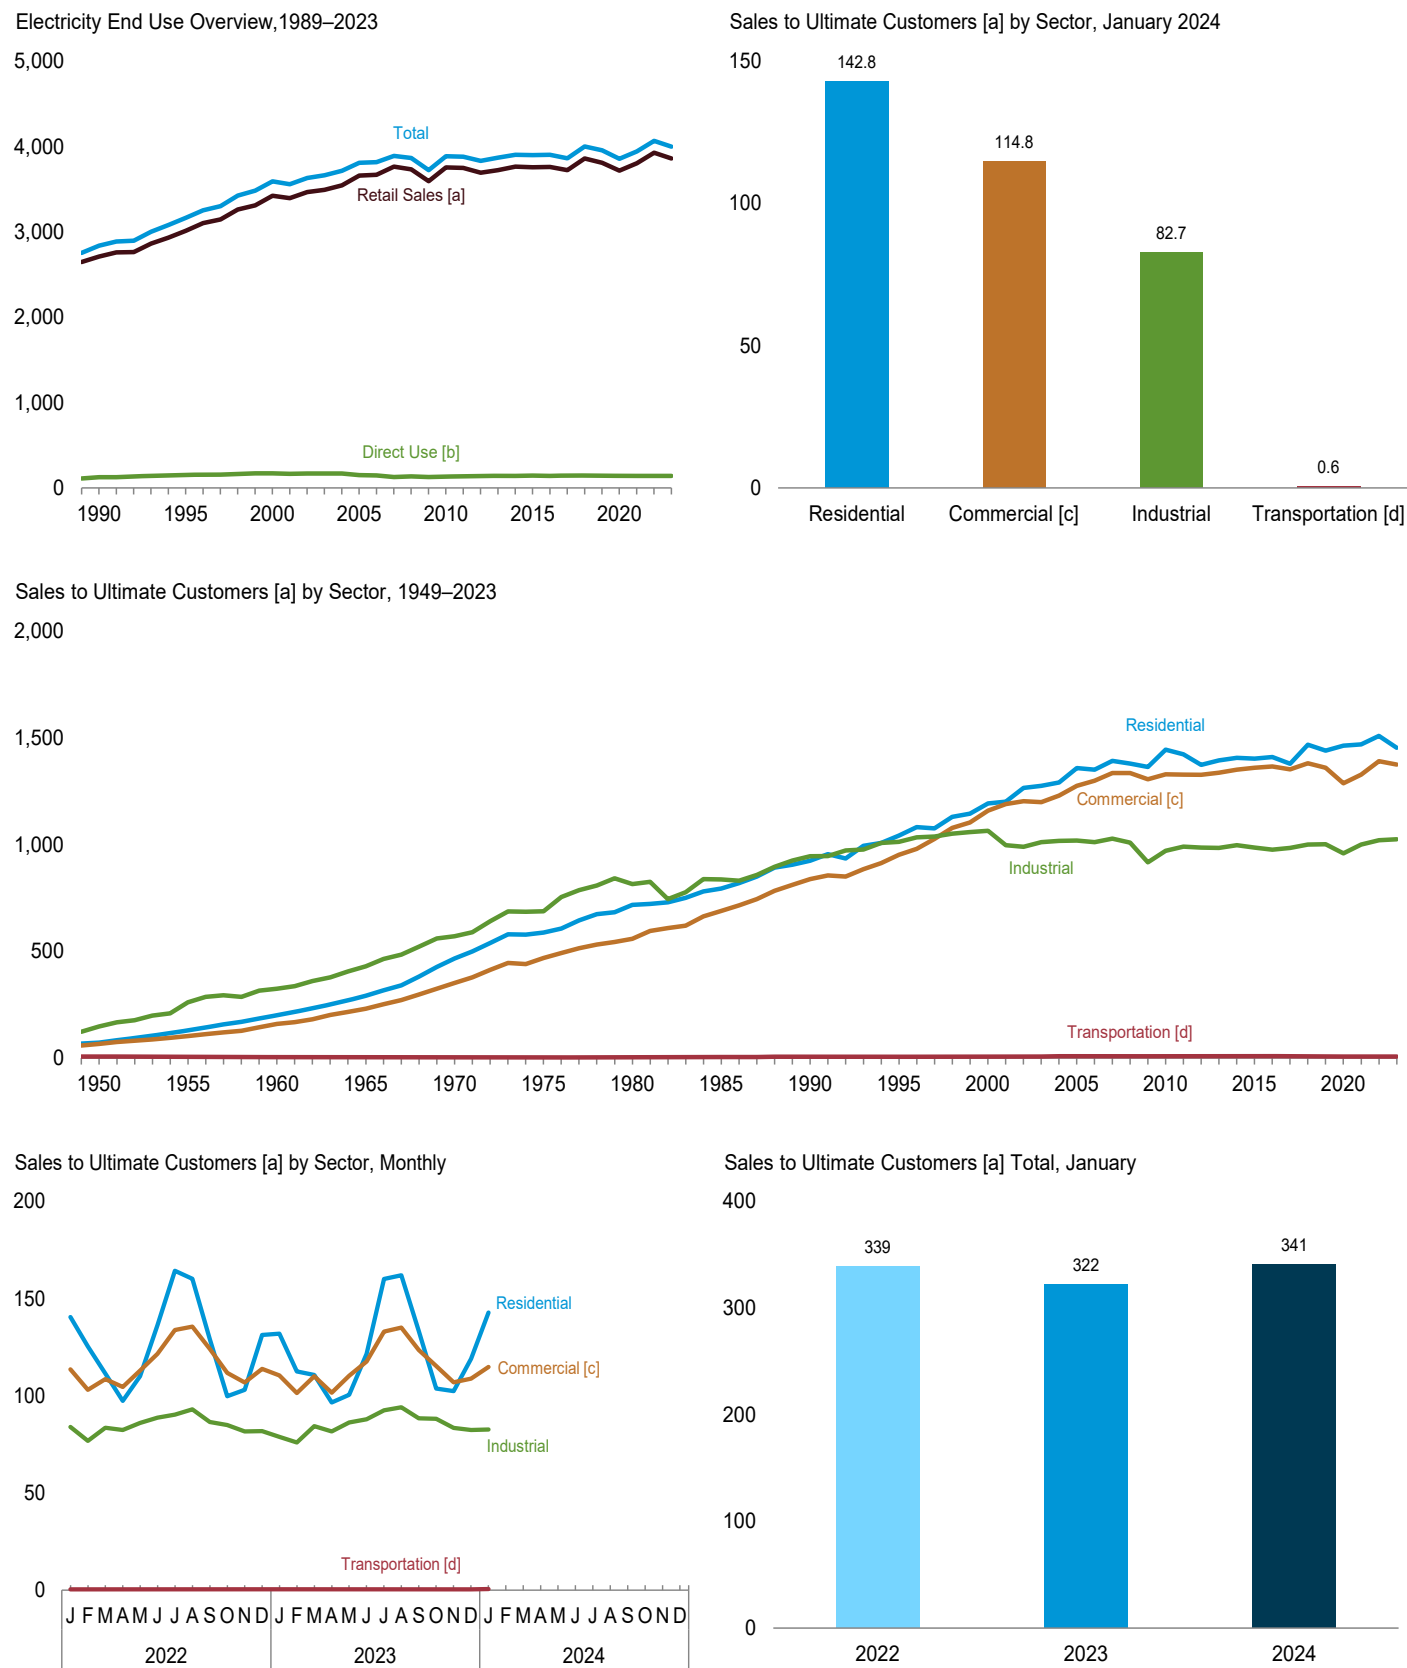 Electricity End Use Overview,1989–2023
5,000
4,000
3,000
2,000
1,000
0
Total
Retail Sales [a]
Direct Use [b]
1990 1995 2000 2005 2010 2015 2020
Sales to Ultimate Customers [a] by Sector, January 2024
150
100
50
0
142.8
114.8
82.7
0.6
Residential Commercial [c] Industrial Transportation [d]
Sales to Ultimate Customers [a] by Sector, 1949–2023
2,000
1,500
1,000
500
0
Residential
Commercial [c]
Industrial
Transportation [d]
1950 1955 1960 1965 1970 1975 1980 1985 1990 1995 2000 2005 2010 2015 2020
Sales to Ultimate Customers [a] by Sector, Monthly
200
150
100
50
0
Residential
Commercial [c]
Industrial
Transportation [d]
J F M A M J J A S O N D J F M A M J J A S O N D J F M A M J J A S O N D
2022 2023 2024
Sales to Ultimate Customers [a] Total, January
400
300
200
100
0
339
322
341
2022 2023 2024